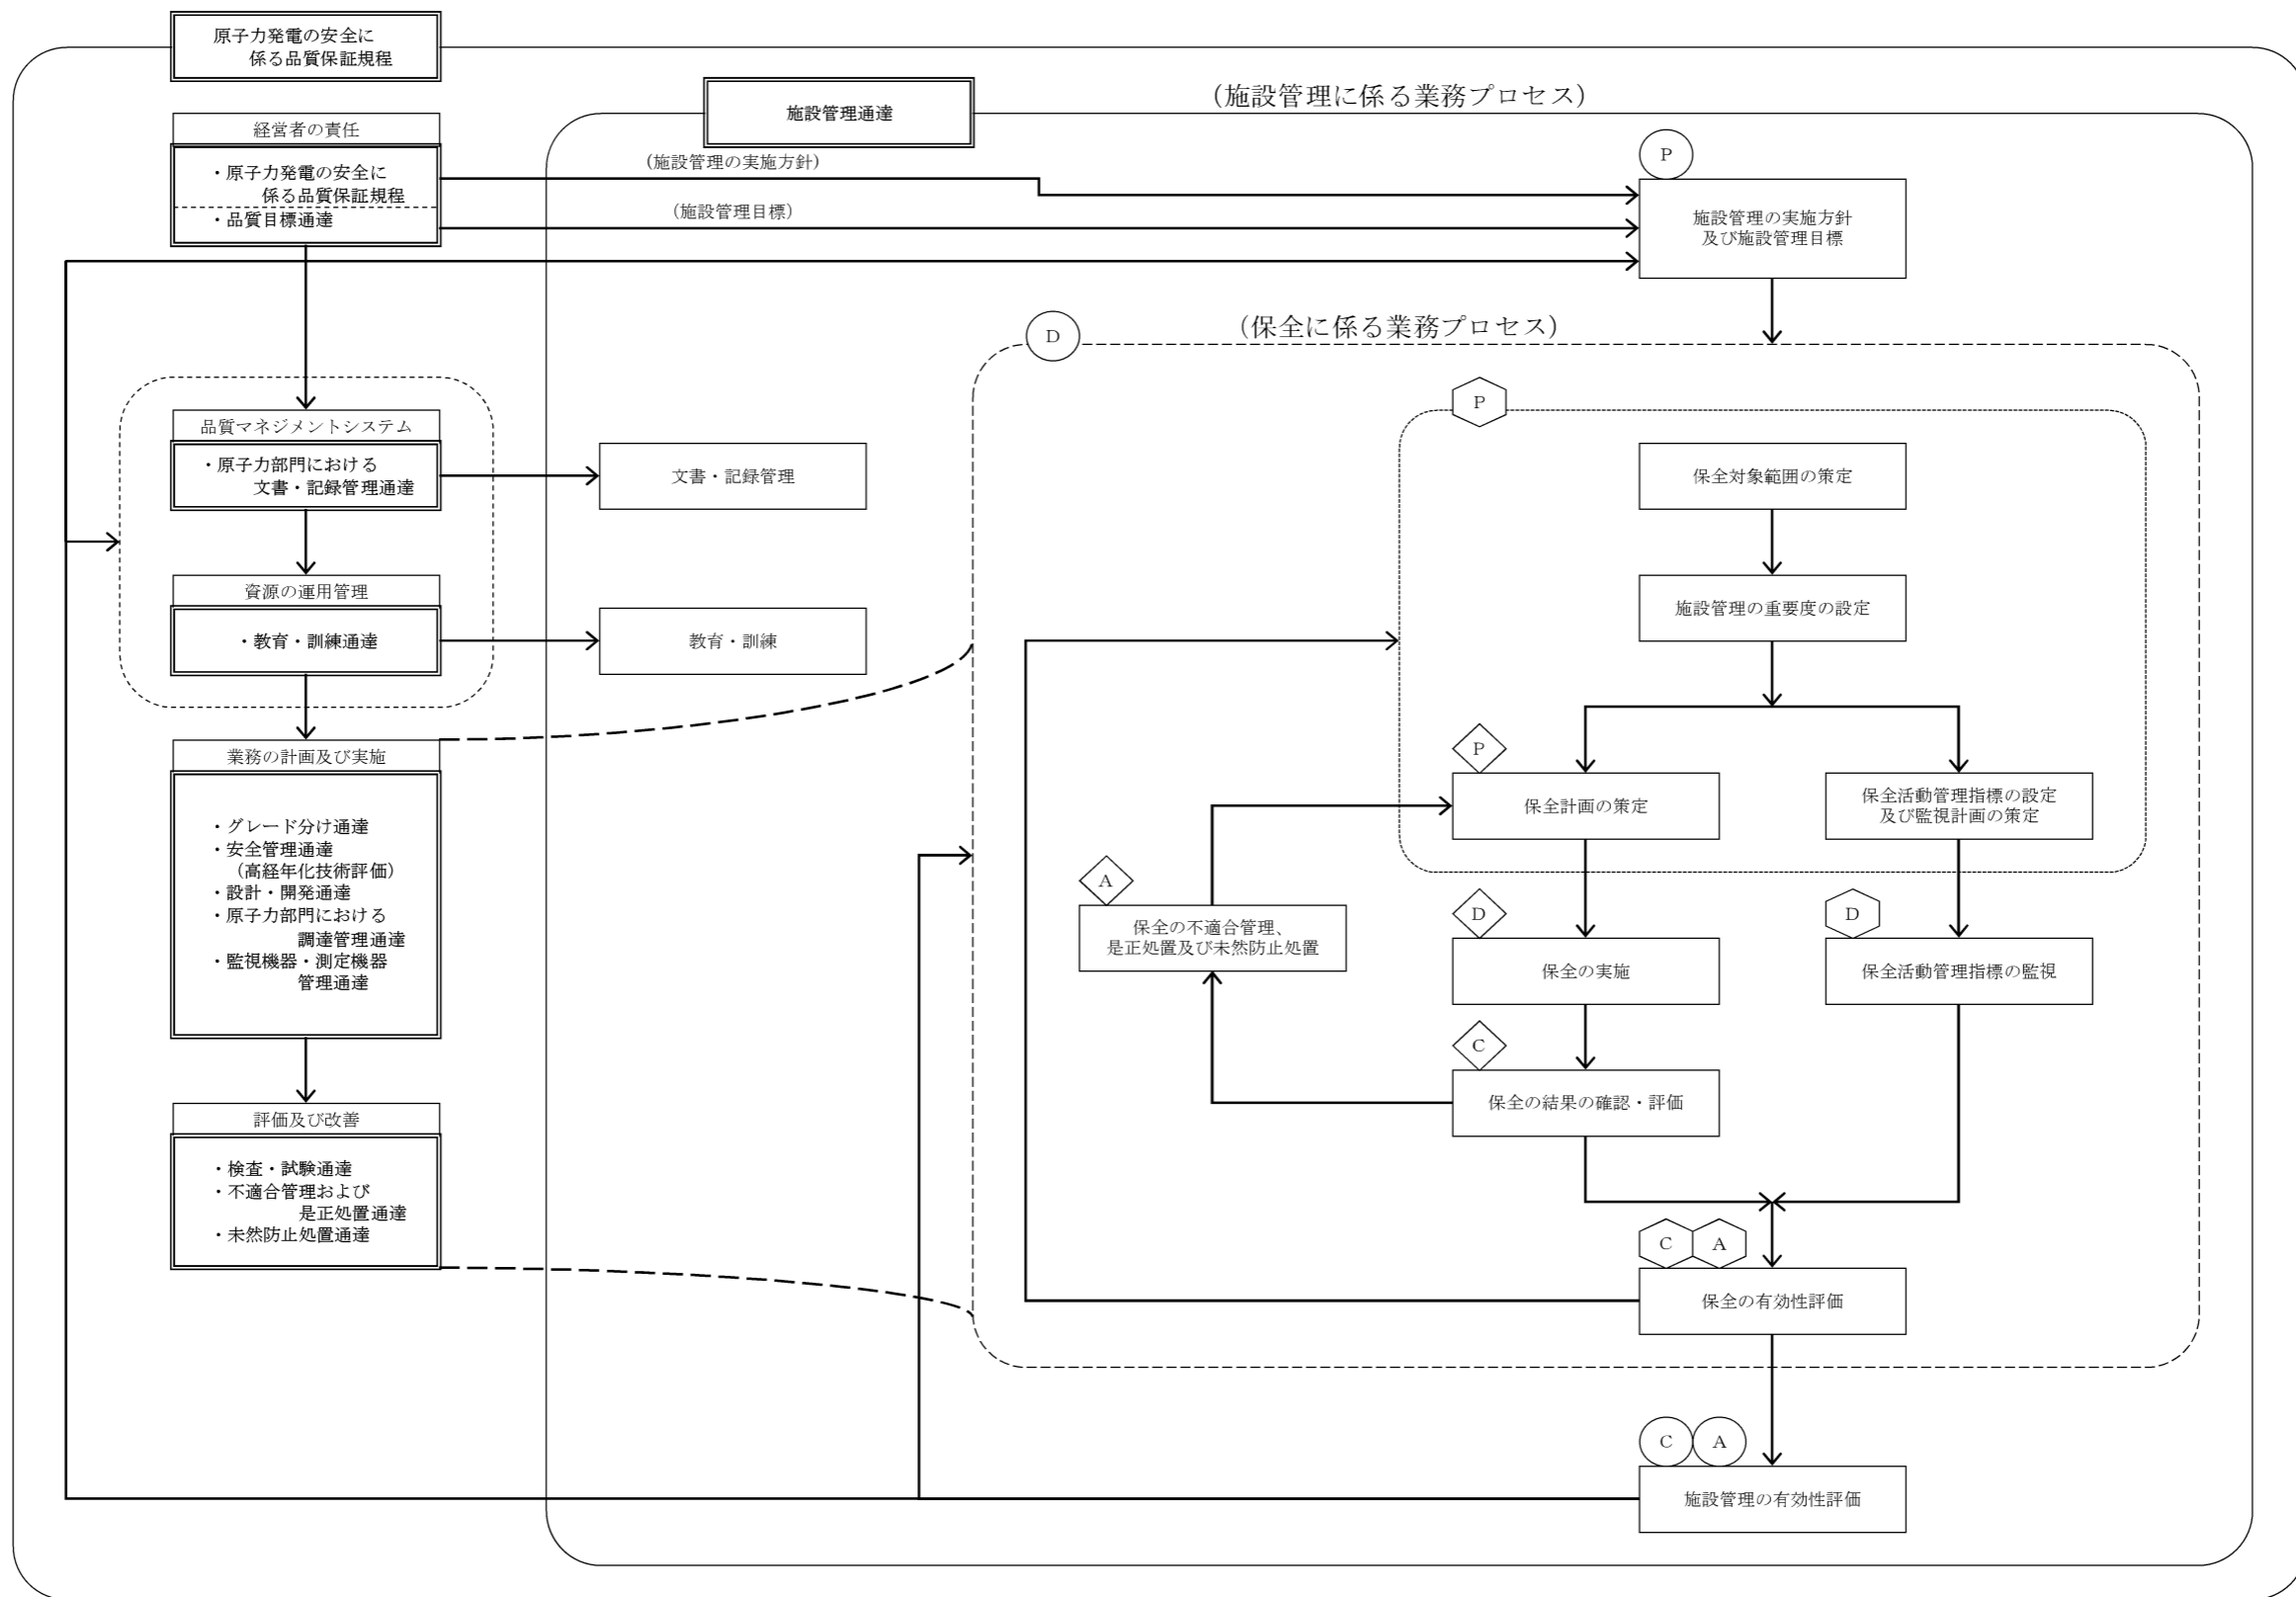 原子力発電の安全に
係る品質保証規程
施設管理通達
（施設管理に係る業務プロセス）
経営者の責任
・原子力発電の安全に
係る品質保証規程
・品質目標通達
（施設管理の実施方針）
（施設管理目標）
P
施設管理の実施方針
及び施設管理目標
D
（保全に係る業務プロセス）
品質マネジメントシステム
・原子力部門における
文書・記録管理通達
文書・記録管理
資源の運用管理
・教育・訓練通達
教育・訓練
業務の計画及び実施
・グレード分け通達
・安全管理通達
（高経年化技術評価）
・設計・開発通達
・原子力部門における
調達管理通達
・監視機器・測定機器
管理通達
評価及び改善
・検査・試験通達
・不適合管理および
是正処置通達
・未然防止処置通達
P
保全対象範囲の策定
施設管理の重要度の設定
P
保全計画の策定
保全活動管理指標の設定
及び監視計画の策定
A
保全の不適合管理、
是正処置及び未然防止処置
D
保全の実施
D
保全活動管理指標の監視
C
保全の結果の確認・評価
C
A
保全の有効性評価
C
A
施設管理の有効性評価